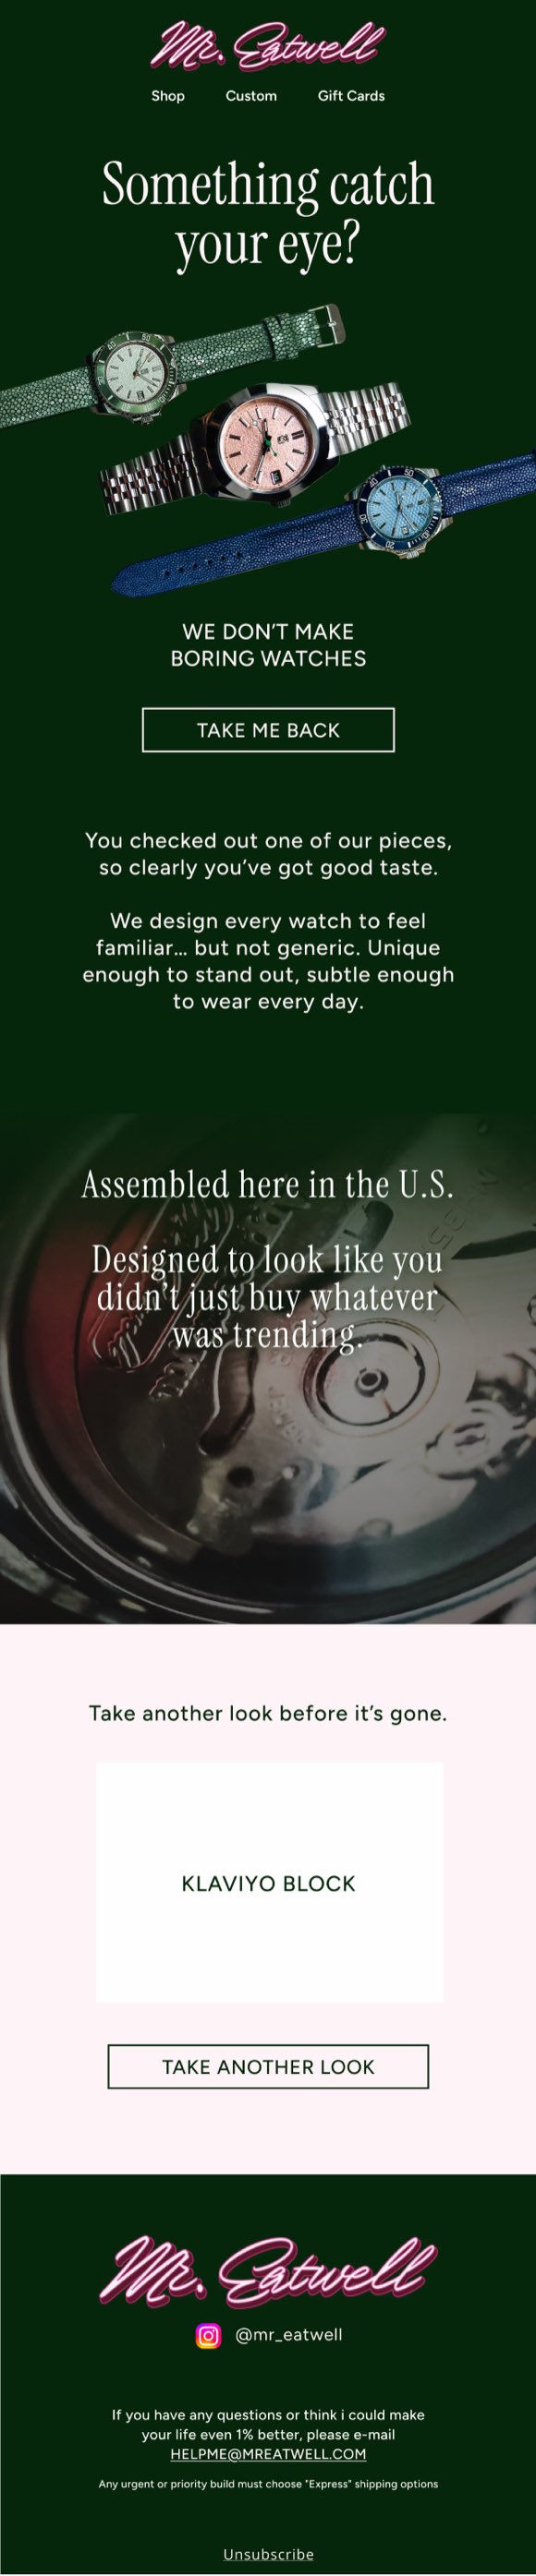 Mr. Eatwell
Shop Custom Gift Cards
Something catch
your eye?
WE DON'T MAKE
BORING WATCHES
TAKE ME BACK
You checked out one of our pieces,
so clearly you've got good taste.
We design every watch to feel
familiar... but not generic. Unique
enough to stand out, subtle enough
to wear every day.
Assembled here in the U.S.
Designed to look like you
didn't just buy whatever
was trending.
Take another look before it's gone.
KLAVIYO BLOCK
TAKE ANOTHER LOOK
Mr. Eatwell
@mr_eatwell
If you have any questions or think i could make
your life even 1% better, please e-mail
HELPME@MREATWELL.COM
Any urgent or priority build must choose "Express" shipping options
Unsubscribe